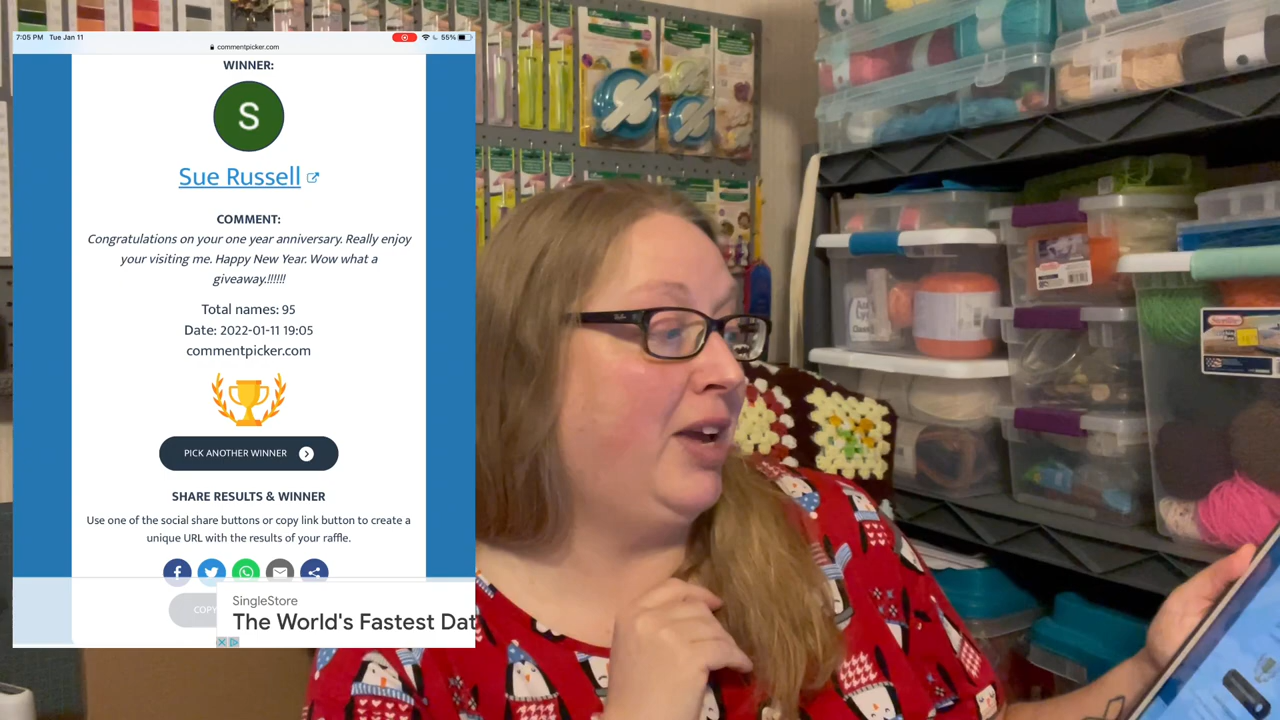 7:05 PM Tue Jan 11
55%
commentpicker.com
WINNER:
S
Sue Russell
COMMENT:
Congratulations on your one year anniversary. Really enjoy
your visiting me. Happy New Year. Wow what a
giveaway.!!!!!!
Total names: 95
Date: 2022-01-11 19:05
commentpicker.com
PICK ANOTHER WINNER
SHARE RESULTS & WINNER
Use one of the social share buttons or copy link button to create a
unique URL with the results of your raffle.
COPY
SingleStore
The World's Fastest Dat